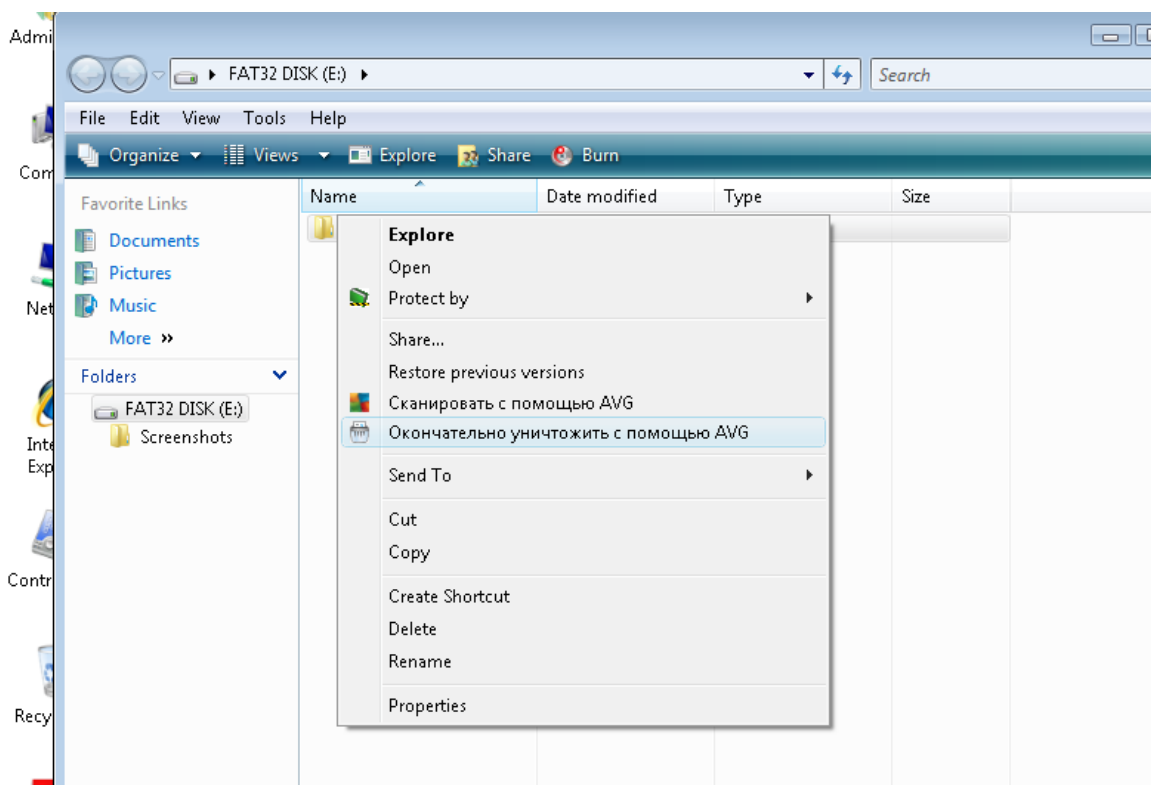 Admi
FAT32 DISK (E:)
Search
File Edit View Tools Help
Com
Organize Views Explore Share Burn
Favorite Links
Name Date modified Type Size
Documents
Pictures
Music
More »
Net
Folders
FAT32 DISK (E:)
Screenshots
Inte
Exp
Contr
Recy
Explore
Open
Protect by
Share...
Restore previous versions
Сканировать с помощью AVG
Окончательно уничтожить с помощью AVG
Send To
Cut
Copy
Create Shortcut
Delete
Rename
Properties